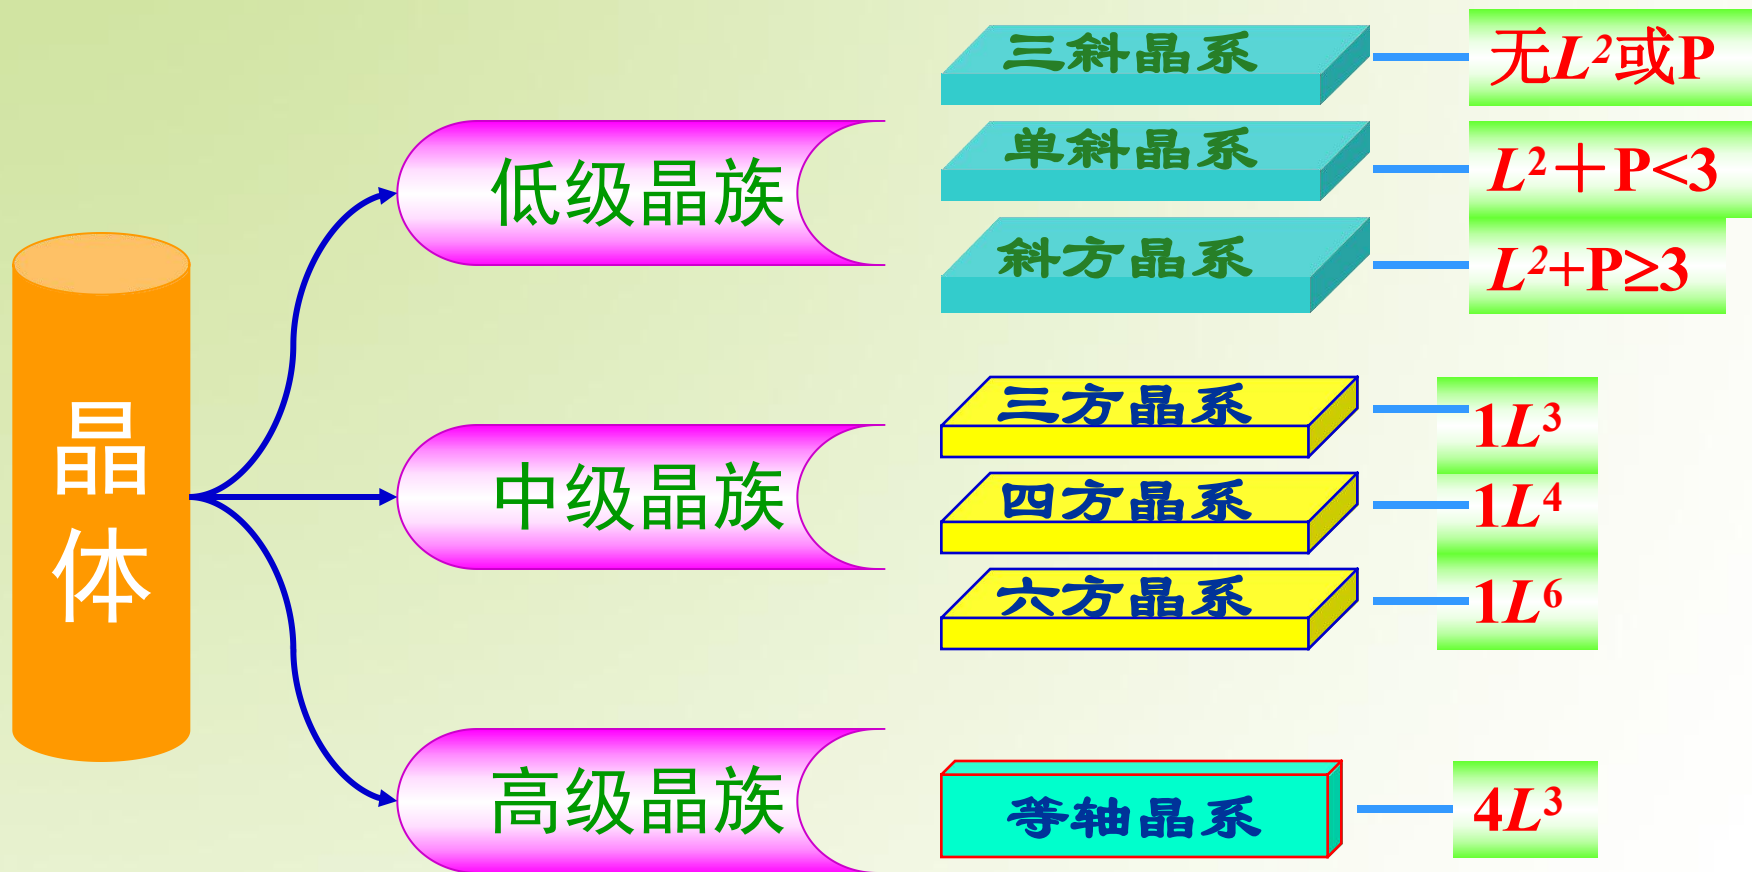 晶
体
低级晶族
三斜晶系
无L²或P
单斜晶系
L²＋P<3
斜方晶系
L²+P≥3
中级晶族
三方晶系
1L³
四方晶系
1L⁴
六方晶系
1L⁶
高级晶族
等轴晶系
4L³